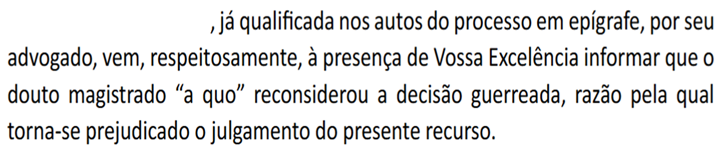 , já qualificada nos autos do processo em epígrafe, por seu
advogado, vem, respeitosamente, à presença de Vossa Excelência informar que o
douto magistrado “a quo” reconsiderou a decisão guerreada, razão pela qual
torna-se prejudicado o julgamento do presente recurso.